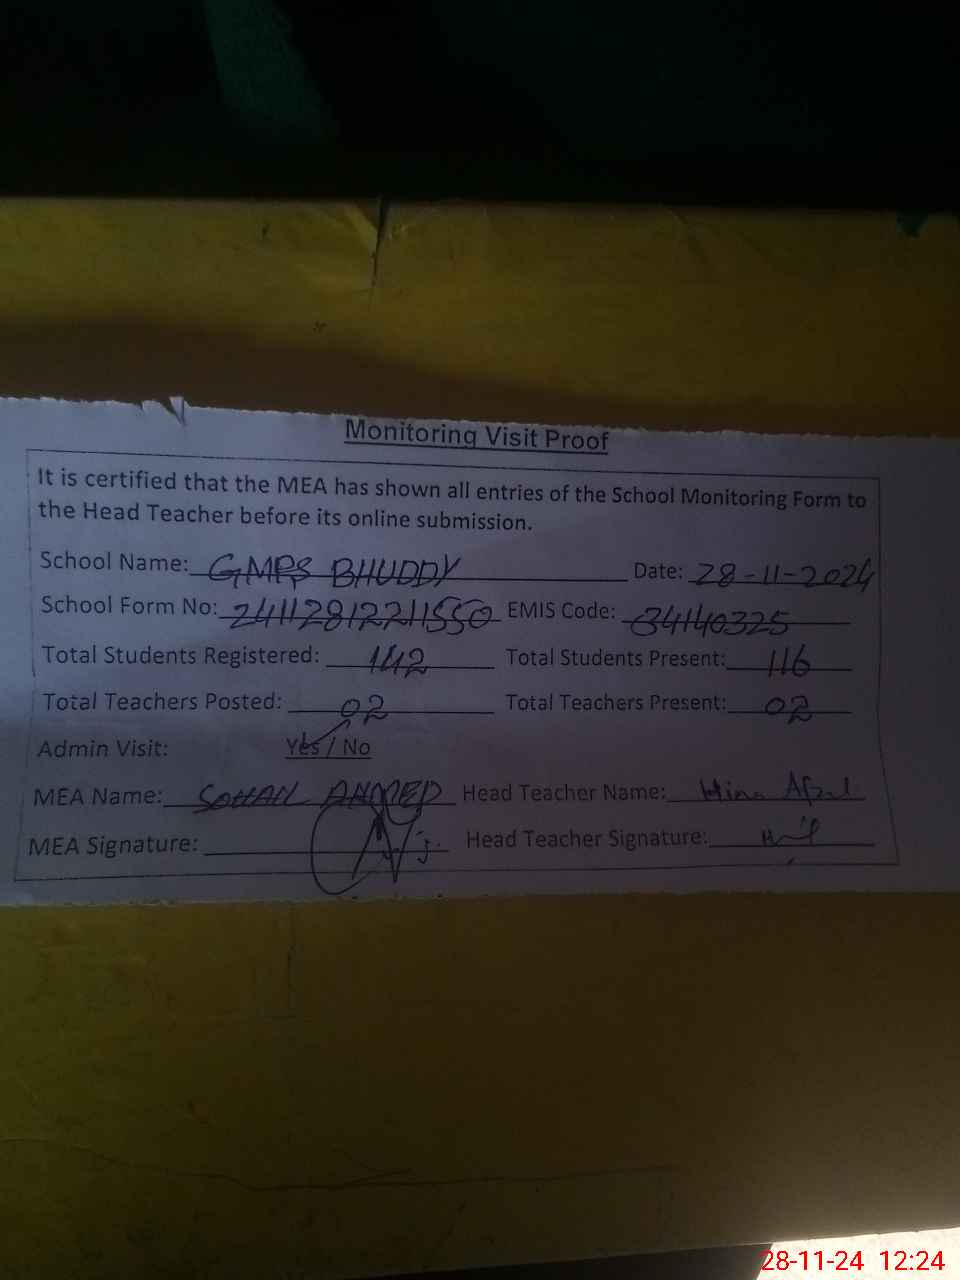 Monitoring Visit Proof
It is certified that the MEA has shown all entries of the School Monitoring Form to
the Head Teacher before its online submission.
School Name: GMPS BHUDDY Date: 28-11-2024
School Form No: 24112812211550 EMIS Code: 34140325
Total Students Registered: 142 Total Students Present: 116
Total Teachers Posted: 02 Total Teachers Present: 02
Admin Visit: Yes / No
MEA Name: SOHAIL AHMED Head Teacher Name: Hina Afzal
MEA Signature: Head Teacher Signature:
28-11-24 12:24